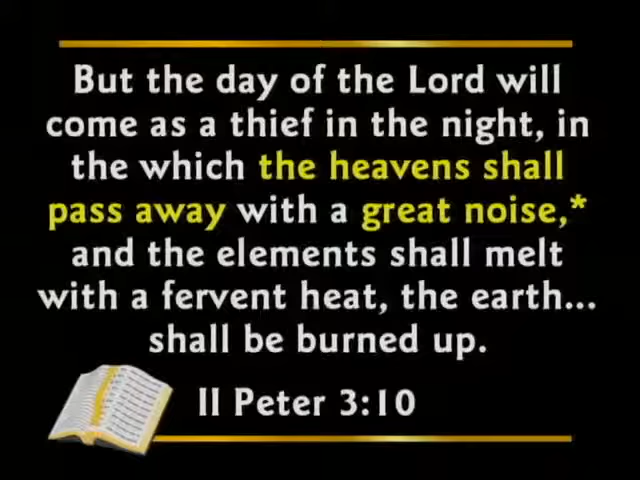 But the day of the Lord will
come as a thief in the night, in
the which the heavens shall
pass away with a great noise,*
and the elements shall melt
with a fervent heat, the earth...
shall be burned up.
II Peter 3:10